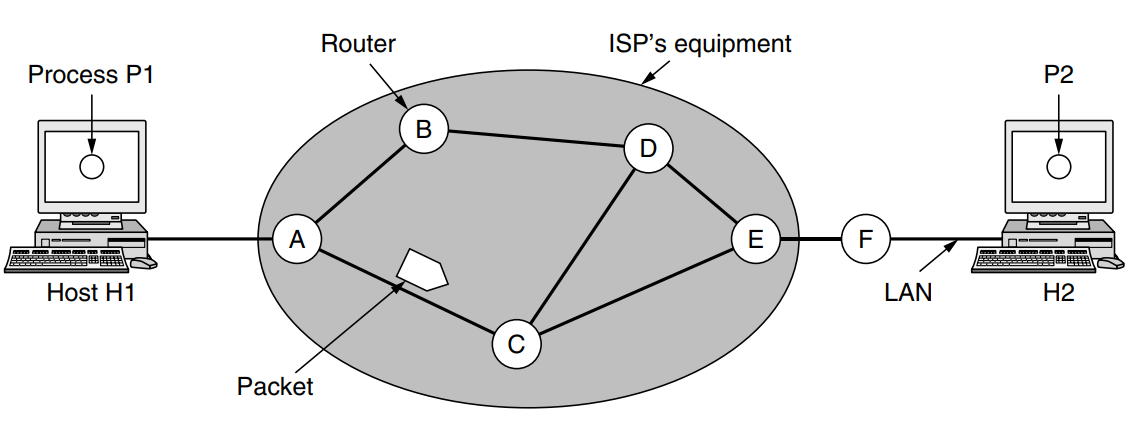 Router
ISP's equipment
Process P1
P2
B
D
A
E
F
C
Host H1
LAN
H2
Packet